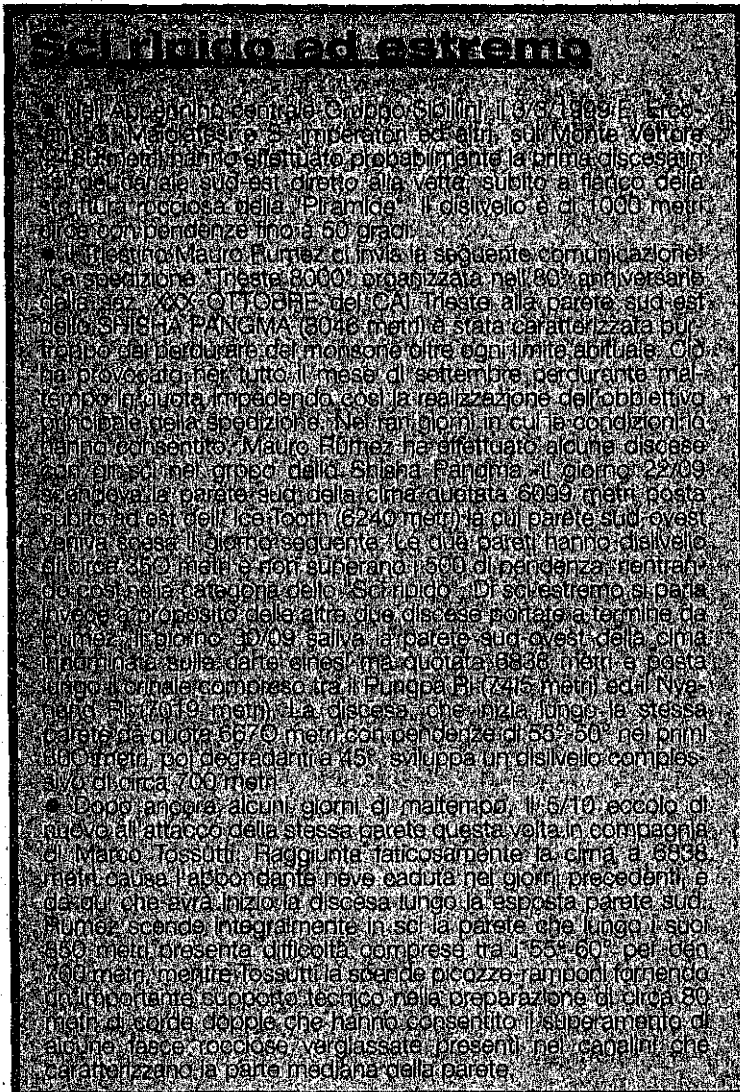 Sci ripido ed estremo
● Nell'Appennino centrale Gruppo Sibillini, il 3/3/1999 E.
e S. Imperatori ed altri, sul Monte Vettore
metri) hanno effettuato probabilmente la prima discesa in
sci del canale sud-est diretto alla vetta, subito a fianco della
struttura rocciosa della "Piramide". Il dislivello è di 1000 metri
circa con pendenze fino a 50 gradi.
● Il triestino Mauro Rumez ci invia la seguente comunicazione:
La spedizione "Trieste 8000" organizzata nell'80° anniversario
della sez. XXX OTTOBRE del CAI Trieste alla parete sud-est
dello SHISHA PANGMA (8046 metri) è stata caratterizzata pur-
troppo dal perdurare del monsone oltre ogni limite abituale. Ciò
ha provocato per tutto il mese di settembre perdurante mal-
tempo in quota impedendo così la realizzazione dell'obbiettivo
principale della spedizione. Nei rari giorni in cui le condizioni lo
hanno consentito, Mauro Rumez ha effettuato alcune discese
con gli sci nel gruppo dello Shisha Pangma. Il giorno 22/09
scendeva la parete sud della cima quotata 6099 metri posta
subito ad est dell' Ice Tooth (6240 metri) la cui parete sud-ovest
veniva scesa il giorno seguente. Le due pareti hanno dislivello
di circa 350 metri e non superano i 500 di pendenza, rientran-
do così nella categoria dello "Sci ripido". Di sci estremo si parla
invece a proposito delle altre due discese portate a termine da
Rumez. Il giorno 30/09 saliva la parete sud-ovest della cima
innominata sulle carte cinesi ma quotata 6838 metri e posta
lungo il crinale compreso tra il Pungpa Ri (7415 metri) ed il Nya-
nang Ri (7019 metri). La discesa, che inizia lungo la stessa
parete da quota 6670 metri con pendenze di 55°-50° nei primi
metri, poi degradanti a 45°, sviluppa un dislivello comples-
sivo di circa 700 metri.
● Dopo ancora alcuni giorni di maltempo, il 5/10 eccolo di
nuovo all'attacco della stessa parete questa volta in compagnia
di Marco Tossutti. Raggiunta faticosamente la cima a 6838
metri causa l'abbondante neve caduta nei giorni precedenti, è
da qui che avrà inizio la discesa lungo la esposta parete sud.
Rumez scende integralmente in sci la parete che lungo i suoi
850 metri presenta difficoltà comprese tra i 55°-60° per ben
700 metri, mentre Tossutti la scende picozze-ramponi fornendo
un importante supporto tecnico nella preparazione di circa 80
metri di corde doppie che hanno consentito il superamento di
alcune fasce rocciose verglassate presenti nei canalini che
caratterizzano la parte mediana della parete.